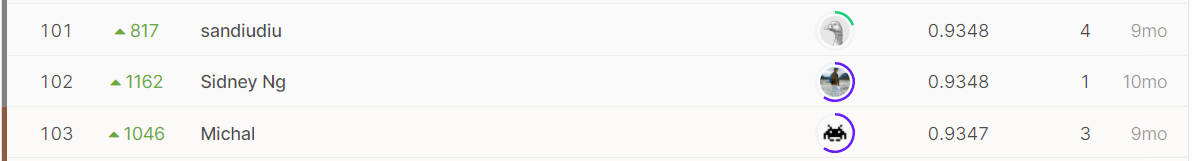 101 817 sandiudiu 0.9348 4 9mo
102 1162 Sidney Ng 0.9348 1 10mo
103 1046 Michal 0.9347 3 9mo